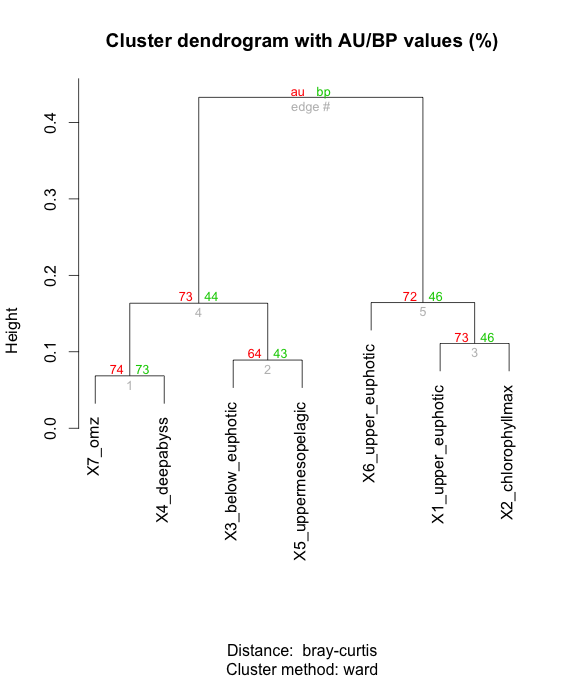 Cluster dendrogram with AU/BP values (%)
au bp
edge #
0.4
0.3
0.2
0.1
0.0
Height
73 44
4
72 46
5
73 46
3
64 43
2
74 73
1
X7_omz
X4_deepabyss
X3_below_euphotic
X5_uppermesopelagic
X6_upper_euphotic
X1_upper_euphotic
X2_chlorophyllmax
Distance:  bray-curtis
Cluster method: ward